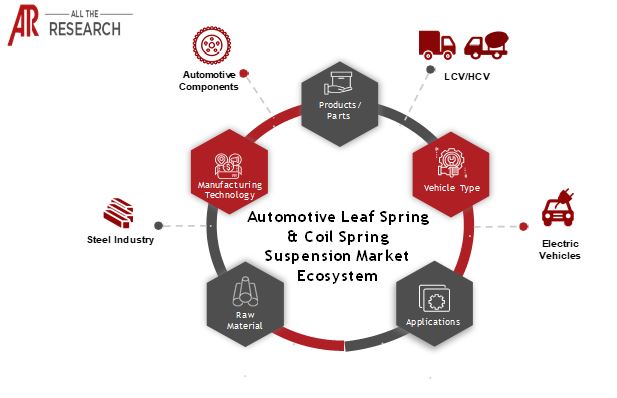 ATR
ALL THE
RESEARCH
Automotive
Components
LCV/HCV
Products/
Parts
Manufacturing
Technology
Vehicle Type
Automotive Leaf Spring
& Coil Spring
Suspension Market
Ecosystem
Steel Industry
Electric
Vehicles
Raw
Material
Applications